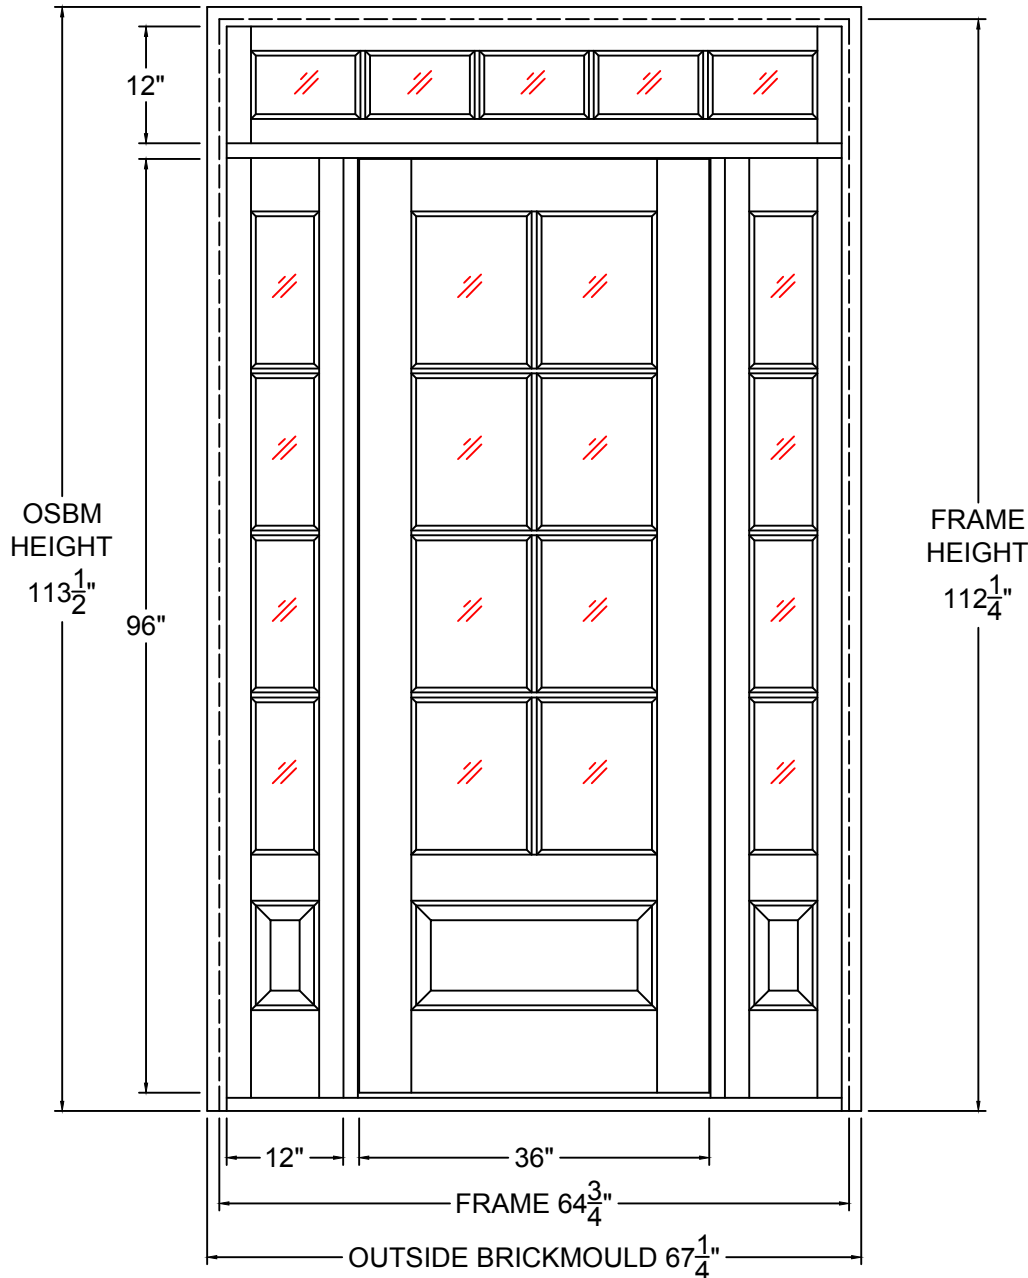 12"
OSBM
HEIGHT
113 1/2"
96"
FRAME
HEIGHT
112 1/4"
12"
36"
FRAME 64 3/4"
OUTSIDE BRICKMOULD 67 1/4"